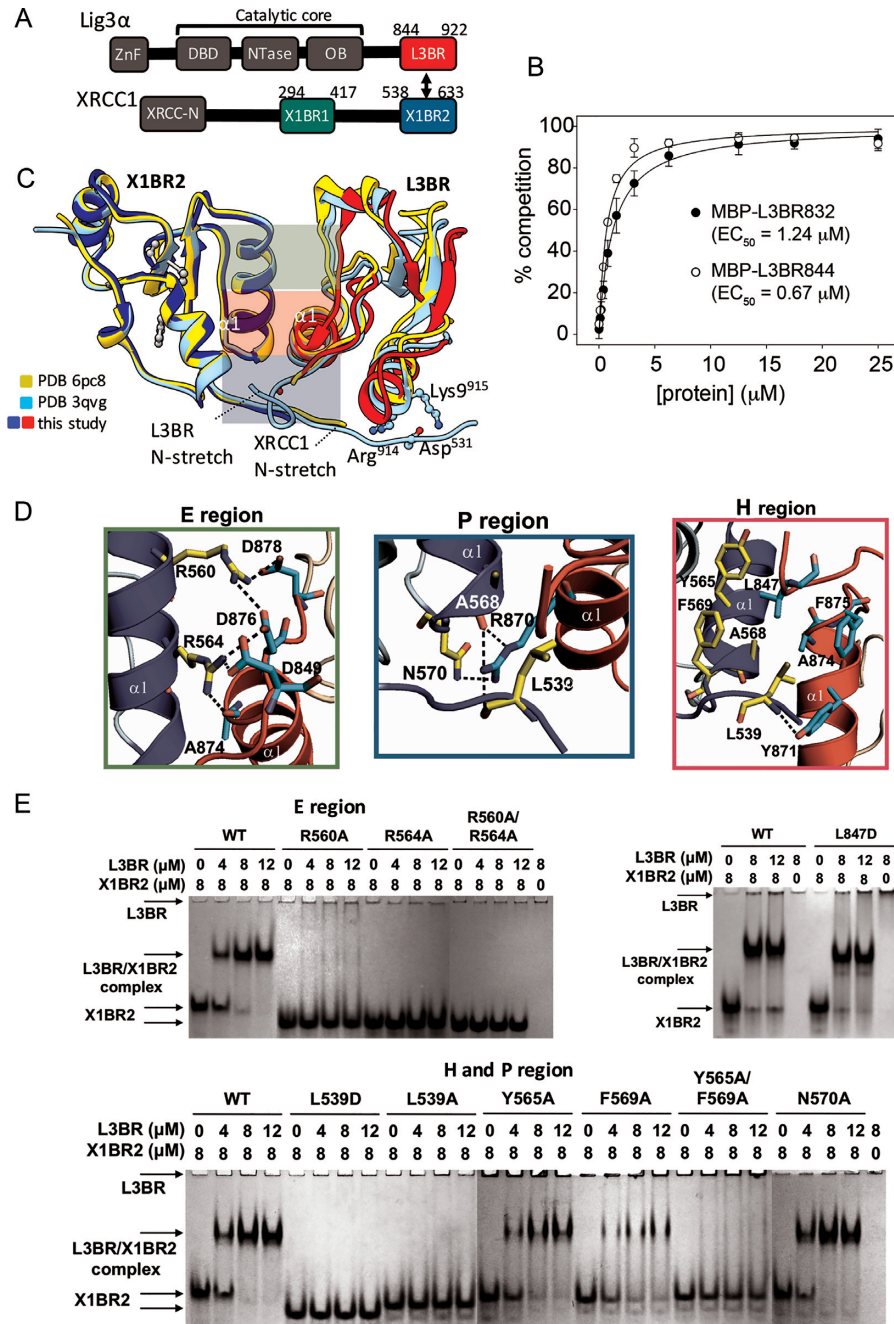 A
Lig3α
Catalytic core
844 922
ZnF DBD NTase OB L3BR
XRCC1
294 417 538 633
XRCC-N X1BR1 X1BR2
B
% competition
100
80
60
40
20
0
0 5 10 15 20 25
[protein] (μM)
MBP-L3BR832
(EC50 = 1.24 μM)
MBP-L3BR844
(EC50 = 0.67 μM)
C
X1BR2
L3BR
α1 α1
PDB 6pc8
PDB 3qvg
this study
L3BR
N-stretch
XRCC1
N-stretch
Lys9915
Arg914
Asp531
D
E region
R560
D878
D876
R564
D849
A874
α1
α1
P region
α1
A568
R870
α1
N570
L539
H region
Y565
L847
α1
F569
F875
A568
A874
α1
L539
Y871
E
E region
WT R560A R564A R560A/
R564A
L3BR (μM) 0 4 8 12 0 4 8 12 0 4 8 12 0 4 8 12 8
X1BR2 (μM) 8 8 8 8 8 8 8 8 8 8 8 8 8 8 8 8 0
L3BR
L3BR/X1BR2
complex
X1BR2
WT L847D
L3BR (μM) 0 8 12 8 0 8 12 8
X1BR2 (μM) 8 8 8 0 8 8 8 0
L3BR
L3BR/X1BR2
complex
X1BR2
H and P region
WT L539D L539A Y565A F569A Y565A/
F569A N570A
L3BR (μM) 0 4 8 12 0 4 8 12 0 4 8 12 0 4 8 12 0 4 8 12 0 4 8 12 0 4 8 12 8
X1BR2 (μM) 8 8 8 8 8 8 8 8 8 8 8 8 8 8 8 8 8 8 8 8 8 8 8 8 8 8 8 8 0
L3BR
L3BR/X1BR2
complex
X1BR2